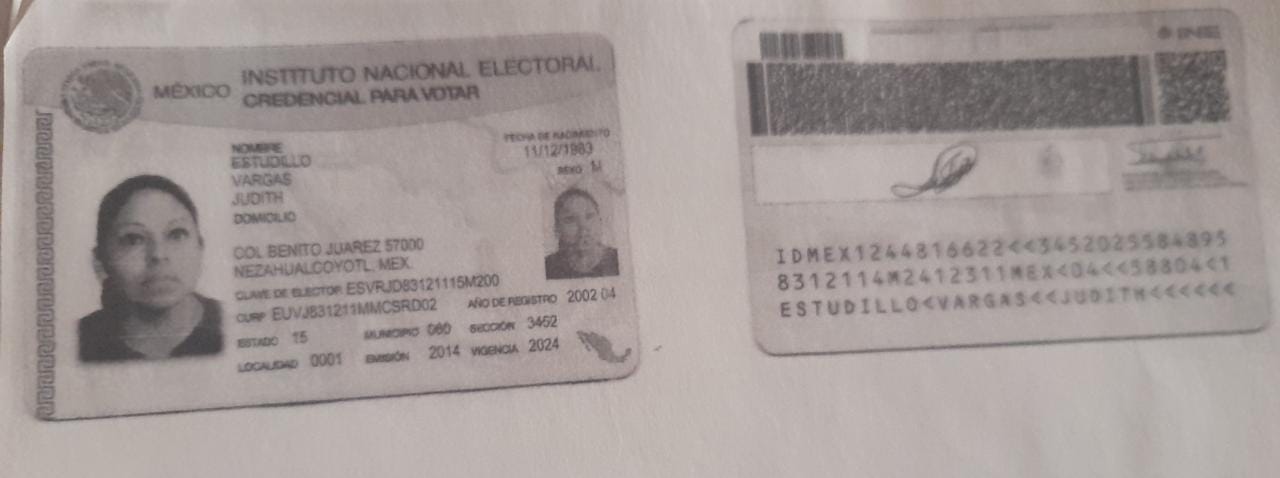 MÉXICO
INSTITUTO NACIONAL ELECTORAL
CREDENCIAL PARA VOTAR
NOMBRE
ESTUDILLO
VARGAS
JUDITH
DOMICILIO
COL BENITO JUAREZ 57000
NEZAHUALCOYOTL, MEX.
FECHA DE NACIMIENTO
11/12/1983
SEXO M
CLAVE DE ELECTOR ESVRJD83121115M200
CURP EUVJ831211MMCSRD02 AÑO DE REGISTRO 2002 04
ESTADO 15 MUNICIPIO 060 SECCIÓN 3452
LOCALIDAD 0001 EMISIÓN 2014 VIGENCIA 2024
INE
IDMEX1244816622<<3452025584895
8312114M2412311MEX<04<<58804<1
ESTUDILLO<VARGAS<<JUDITH<<<<<<